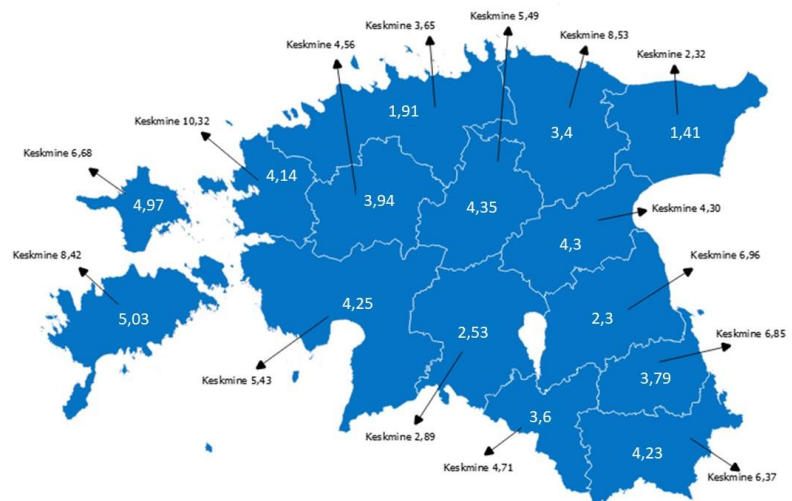 Keskmine 5,49
Keskmine 3,65
Keskmine 8,53
Keskmine 4,56
Keskmine 2,32
1,91
Keskmine 10,32
3,4
1,41
Keskmine 6,68
4,14
3,94
4,97
4,35
Keskmine 4,30
4,3
Keskmine 8,42
Keskmine 6,96
4,25
5,03
2,3
2,53
Keskmine 6,85
Keskmine 5,43
3,79
3,6
Keskmine 2,89
4,23
Keskmine 4,71
Keskmine 6,37